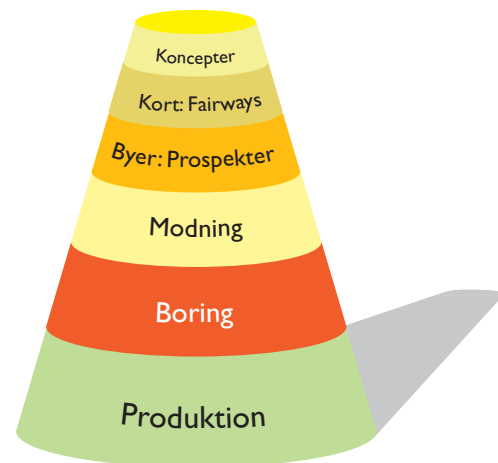 Koncepter
Kort: Fairways
Byer: Prospekter
Modning
Boring
Produktion